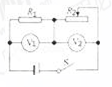 R₁ R₂
V₁ V₂
S